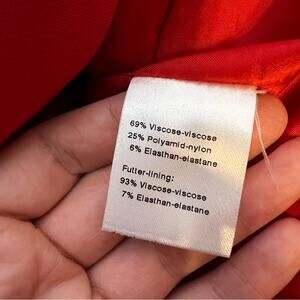 69% Viscose-viscose
25% Polyamid-nylon
6% Elasthan-elastane
Futter-lining:
93% Viscose-viscose
7% Elasthan-elastane